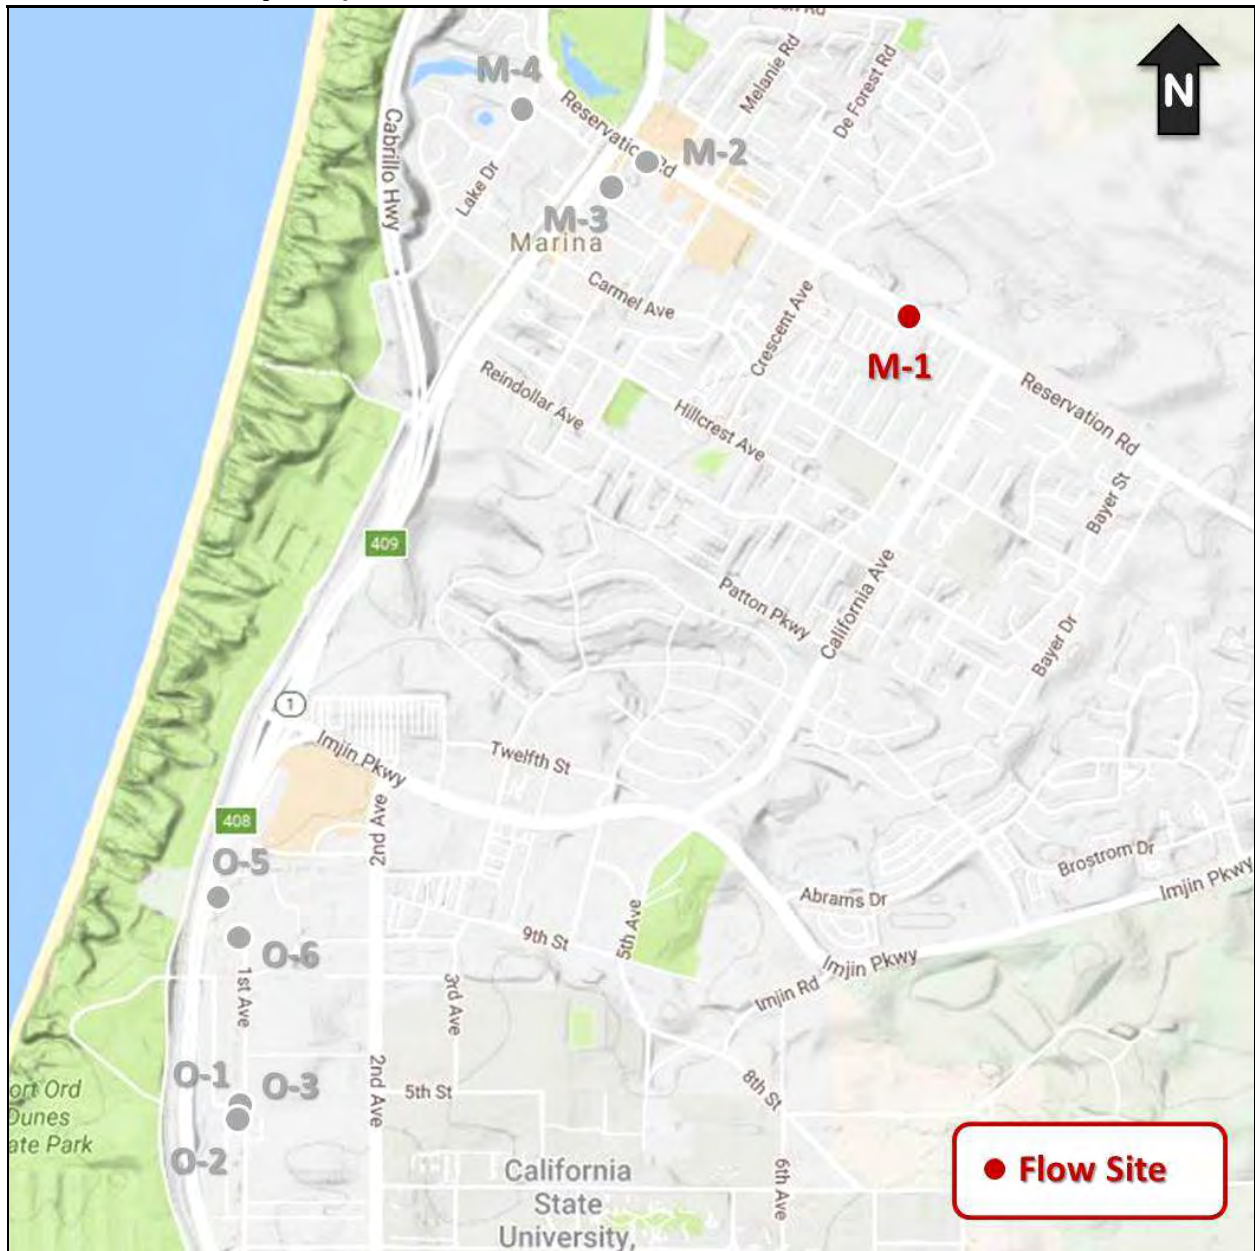 Melanie Rd
De Forest Rd
N
M-4
Cabrillo Hwy
Reservation Rd
M-2
Lake Dr
M-3
Marina
Carmel Ave
Crescent Ave
M-1
Reindollar Ave
Hillcrest Ave
Reservation Rd
Bayer St
409
Patton Pkwy
California Ave
Bayer Dr
1
Imjin Pkwy
Twelfth St
2nd Ave
408
O-5
Brostrom Dr
Imjin Pkwy
Abrams Dr
5th Ave
9th St
O-6
Imjin Pkwy
Imjin Rd
1st Ave
3rd Ave
O-1
O-3
2nd Ave
5th St
8th St
ort Ord
Dunes
ate Park
O-2
California
State
University,
6th Ave
Flow Site